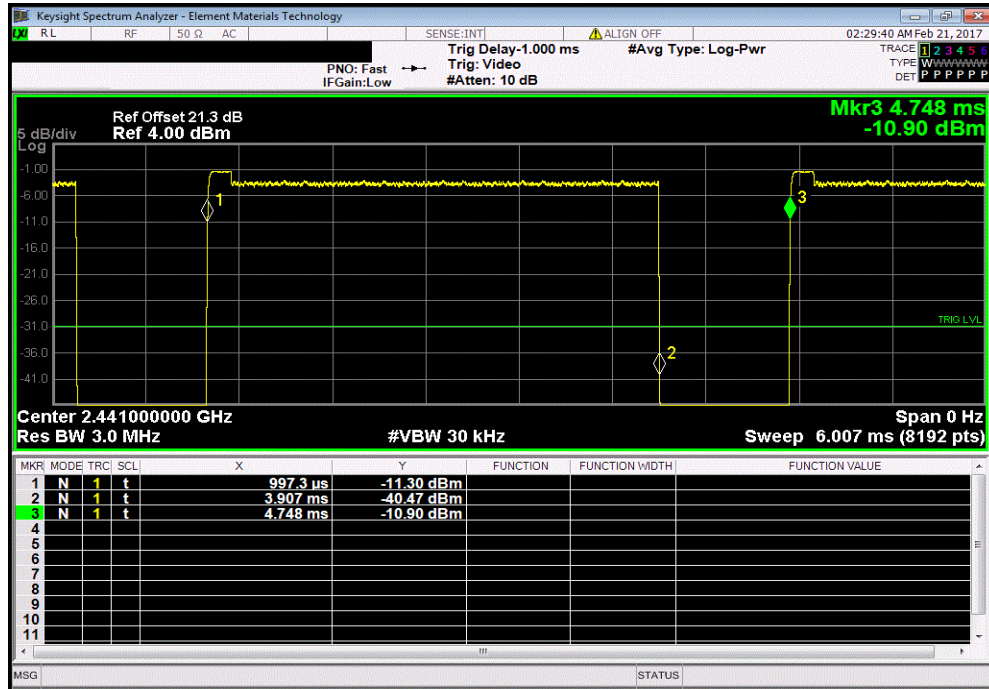 Keysight Spectrum Analyzer - Element Materials Technology
LXI RL RF 50 Ω AC SENSE:INT ALIGN OFF 02:29:40 AM Feb 21, 2017
Trig Delay-1.000 ms #Avg Type: Log-Pwr TRACE 1 2 3 4 5 6
PNO: Fast Trig: Video TYPE WWWWWW
IFGain:Low #Atten: 10 dB DET P P P P P P
Mkr3 4.748 ms
-10.90 dBm
Ref Offset 21.3 dB
5 dB/div Ref 4.00 dBm
Log
-1.00
-6.00
1
3
-11.0
-16.0
-21.0
-26.0
-31.0
TRIG LVL
-36.0
2
-41.0
Center 2.441000000 GHz Span 0 Hz
Res BW 3.0 MHz #VBW 30 kHz Sweep 6.007 ms (8192 pts)
MKR MODE TRC SCL X Y FUNCTION FUNCTION WIDTH FUNCTION VALUE
1 N 1 t 997.3 µs -11.30 dBm
2 N 1 t 3.907 ms -40.47 dBm
3 N 1 t 4.748 ms -10.90 dBm
4
5
6
7
8
9
10
11
MSG STATUS